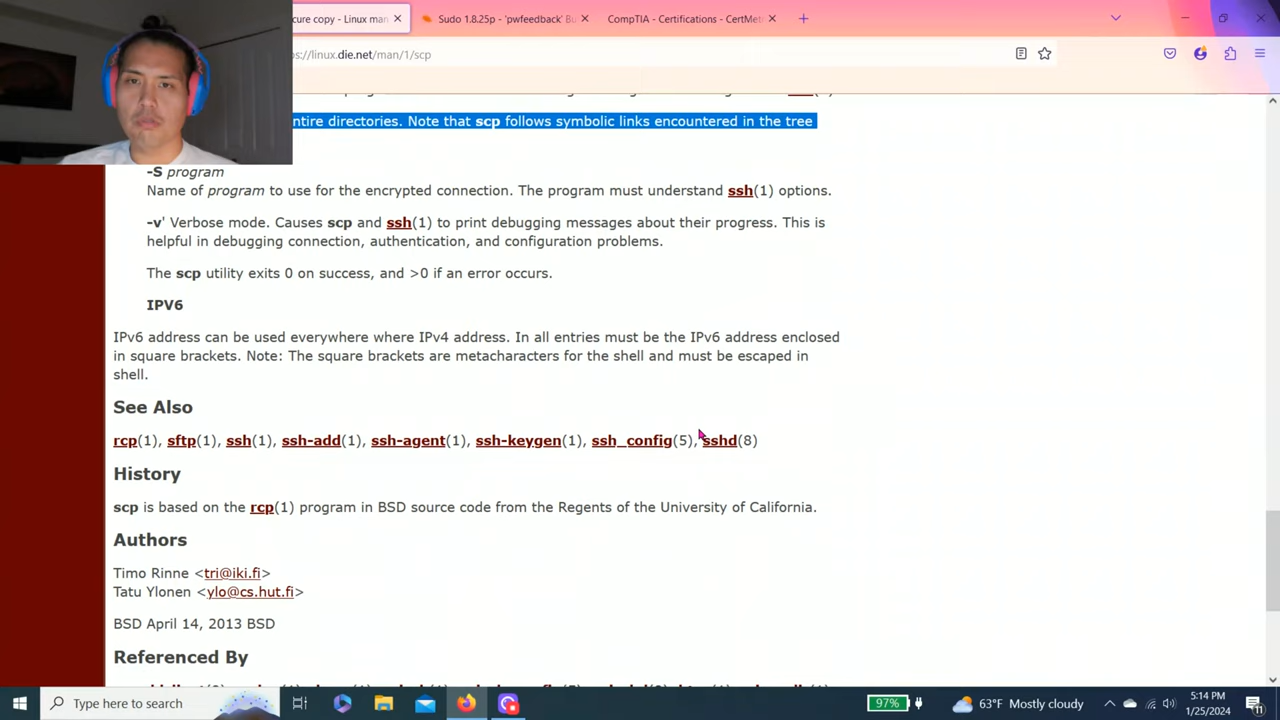 cure copy - Linux man
Sudo 1.8.25p - 'pwfeedback' Bu
CompTIA - Certifications - CertMet
ps://linux.die.net/man/1/scp
ntire directories. Note that scp follows symbolic links encountered in the tree
-S program
Name of program to use for the encrypted connection. The program must understand ssh(1) options.
-v' Verbose mode. Causes scp and ssh(1) to print debugging messages about their progress. This is
helpful in debugging connection, authentication, and configuration problems.
The scp utility exits 0 on success, and >0 if an error occurs.
IPV6
IPv6 address can be used everywhere where IPv4 address. In all entries must be the IPv6 address enclosed
in square brackets. Note: The square brackets are metacharacters for the shell and must be escaped in
shell.
See Also
rcp(1), sftp(1), ssh(1), ssh-add(1), ssh-agent(1), ssh-keygen(1), ssh_config(5), sshd(8)
History
scp is based on the rcp(1) program in BSD source code from the Regents of the University of California.
Authors
Timo Rinne <tri@iki.fi>
Tatu Ylonen <ylo@cs.hut.fi>
BSD April 14, 2013 BSD
Referenced By
Type here to search
97%
63°F Mostly cloudy
5:14 PM
1/25/2024
11